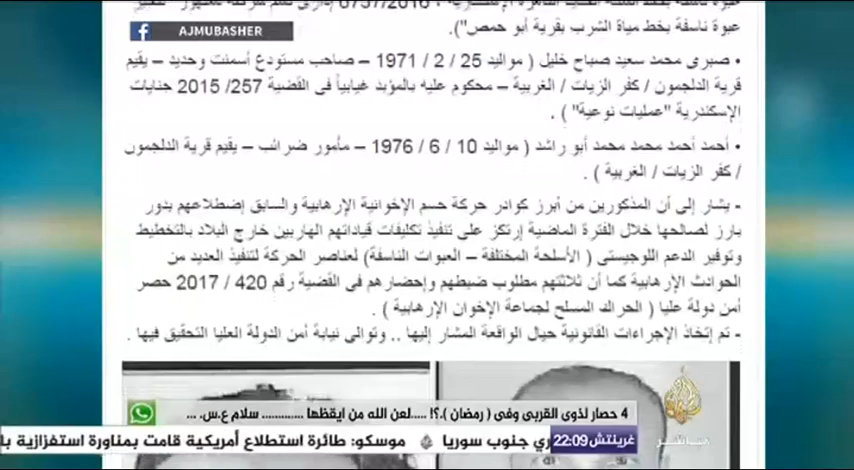 AJMUBASHER
عبوة ناسفة بخط مياة الشرب بقرية أبو حمص").
• صبرى محمد سعيد صباح خليل ( مواليد 25 / 2 / 1971 – صاحب مستودع أسمنت وحديد – يقيم
قرية الدلجمون / كفر الزيات / الغربية – محكوم عليه بالمؤبد غيابياً فى القضية 257/ 2015 جنايات
الإسكندرية "عمليات نوعية" ) .
• أحمد أحمد محمد محمد أبو راشد ( مواليد 10 / 6 / 1976 – مأمور ضرائب – يقيم قرية الدلجمون
/ كفر الزيات / الغربية ) .
- يشار إلى أن المذكورين من أبرز كوادر حركة حسم الإخوانية الإرهابية والسابق إضطلاعهم بدور
بارز لصالحها خلال الفترة الماضية إرتكز على تنفيذ تكليفات قياداتهم الهاربين خارج البلاد بالتخطيط
وتوفير الدعم اللوجيستى ( الأسلحة المختلفة – العبوات الناسفة) لعناصر الحركة لتنفيذ العديد من
الحوادث الإرهابية كما أن ثلاثتهم مطلوب ضبطهم وإحضارهم فى القضية رقم 420 / 2017 حصر
أمن دولة عليا ( الحراك المسلح لجماعة الإخوان الإرهابية ) .
- تم إتخاذ الإجراءات القانونية حيال الواقعة المشار إليها .. وتوالى نيابة أمن الدولة العليا التحقيق فيها .
4 حصار لذوى القربى وفى ( رمضان ).؟! .....لعن الله من ايقظها ............ سلام ع.س. ...
مباشر
غرينتش 22:09
ري جنوب سوريا
موسكو: طائرة استطلاع أمريكية قامت بمناورة استفزازية با